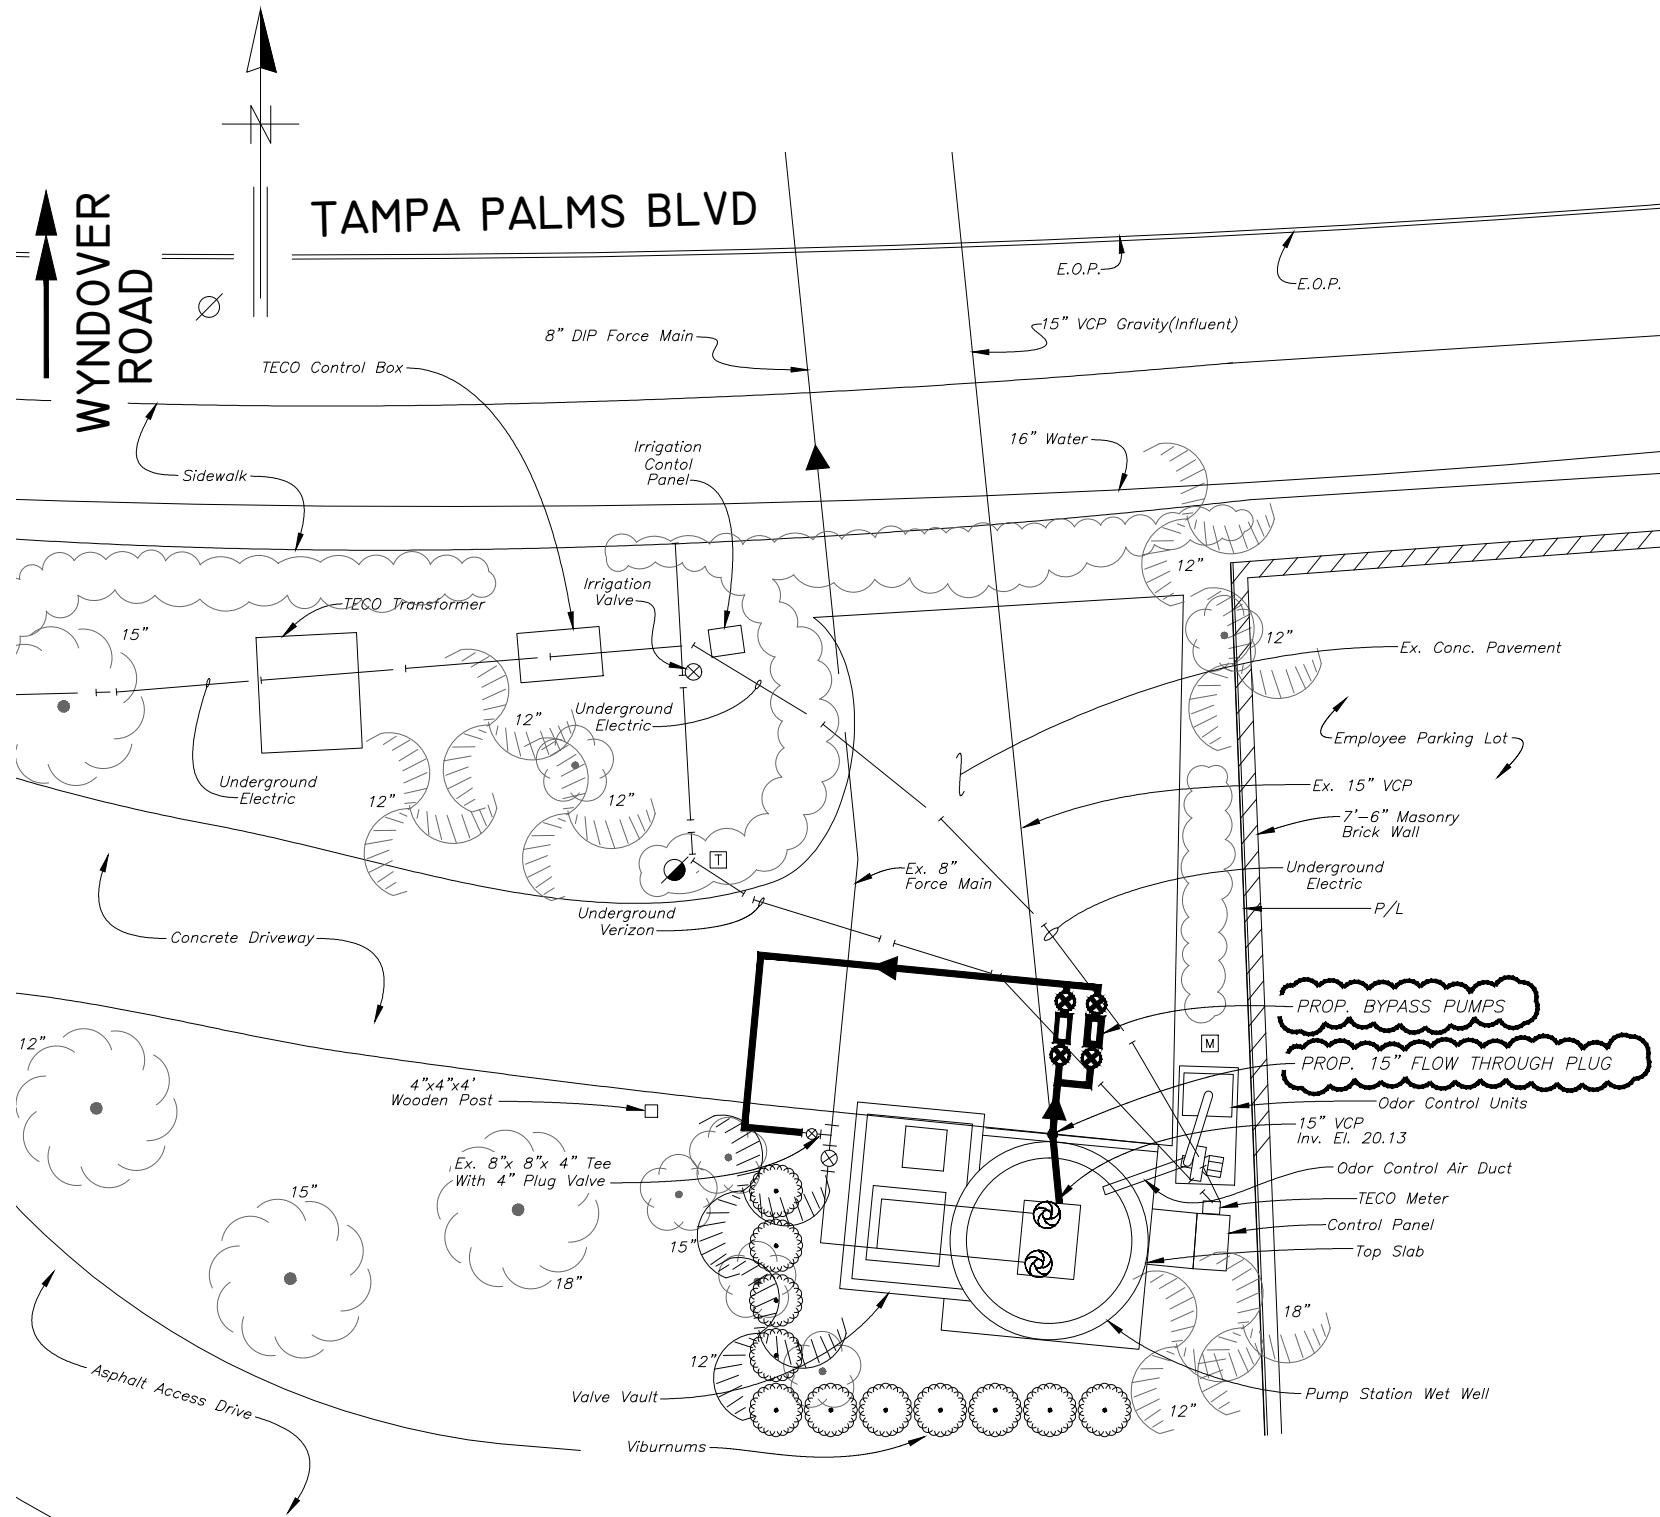 N
TAMPA PALMS BLVD
WYNDOVER
ROAD
E.O.P.
E.O.P.
8" DIP Force Main
15" VCP Gravity(Influent)
TECO Control Box
16" Water
Irrigation
Contol
Panel
Sidewalk
12"
Irrigation
Valve
TECO Transformer
15"
12"
Ex. Conc. Pavement
12"
Underground
Electric
Employee Parking Lot
Underground
Electric
12"
12"
Ex. 15" VCP
7'-6" Masonry
Brick Wall
T
Ex. 8"
Force Main
Underground
Electric
P/L
Underground
Verizon
Concrete Driveway
PROP. BYPASS PUMPS
12"
M
PROP. 15" FLOW THROUGH PLUG
4"x4"x4'
Wooden Post
Odor Control Units
15" VCP
Inv. El. 20.13
Ex. 8"x 8"x 4" Tee
With 4" Plug Valve
Odor Control Air Duct
15"
TECO Meter
Control Panel
15"
Top Slab
18"
18"
12"
Asphalt Access Drive
Valve Vault
Pump Station Wet Well
12"
Viburnums